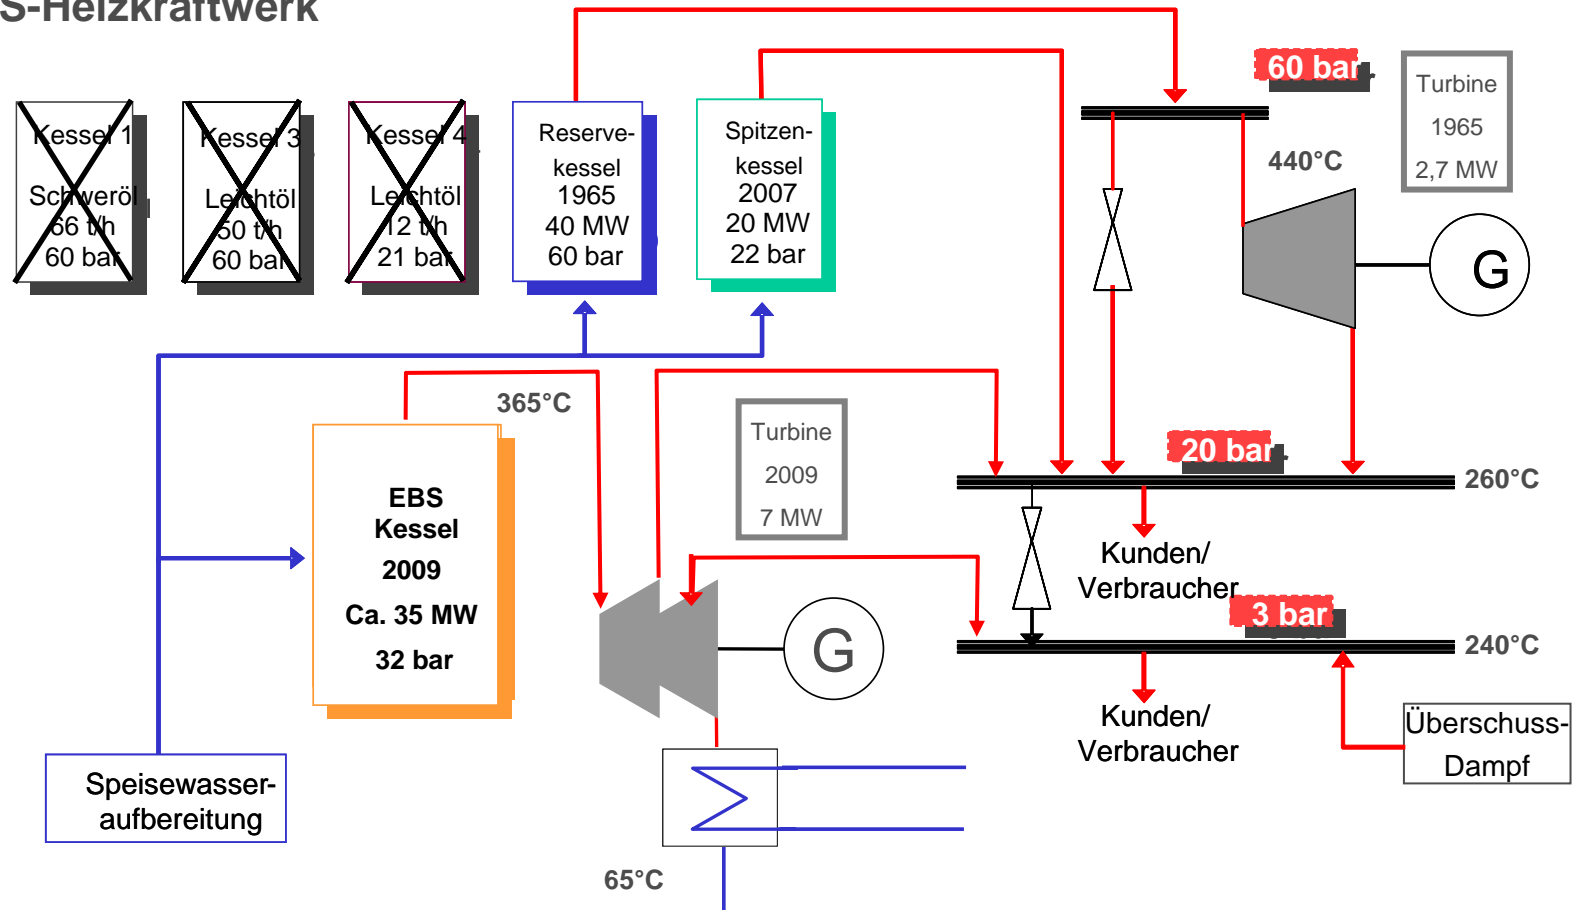 S-Heizkraftwerk
60 bar
Turbine
1965
2,7 MW
440°C
Kessel 1
Schweröl
66 t/h
60 bar
Kessel 3
Leichtöl
50 t/h
60 bar
Kessel 4
Leichtöl
12 t/h
21 bar
Reserve-
kessel
1965
40 MW
60 bar
Spitzen-
kessel
2007
20 MW
22 bar
G
365°C
Turbine
2009
7 MW
20 bar
260°C
EBS
Kessel
2009
Ca. 35 MW
32 bar
Kunden/
Verbraucher
3 bar
240°C
G
Kunden/
Verbraucher
Überschuss-
Dampf
Speisewasser-
aufbereitung
65°C